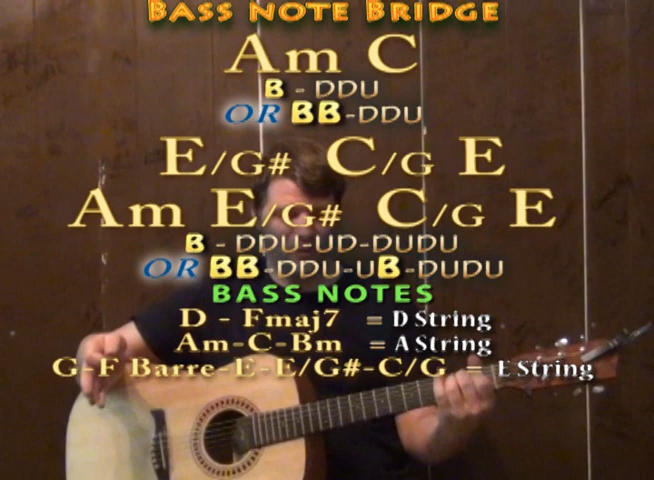 BASS NOTE BRIDGE
Am C
B - DDU
OR BB-DDU
E/G# C/G E
Am E/G# C/G E
B - DDU-UD-DUDU
OR BB-DDU-UB-DUDU
BASS NOTES
D - Fmaj7 = D String
Am-C-Bm = A String
G-F Barre-E-E/G#-C/G = E String